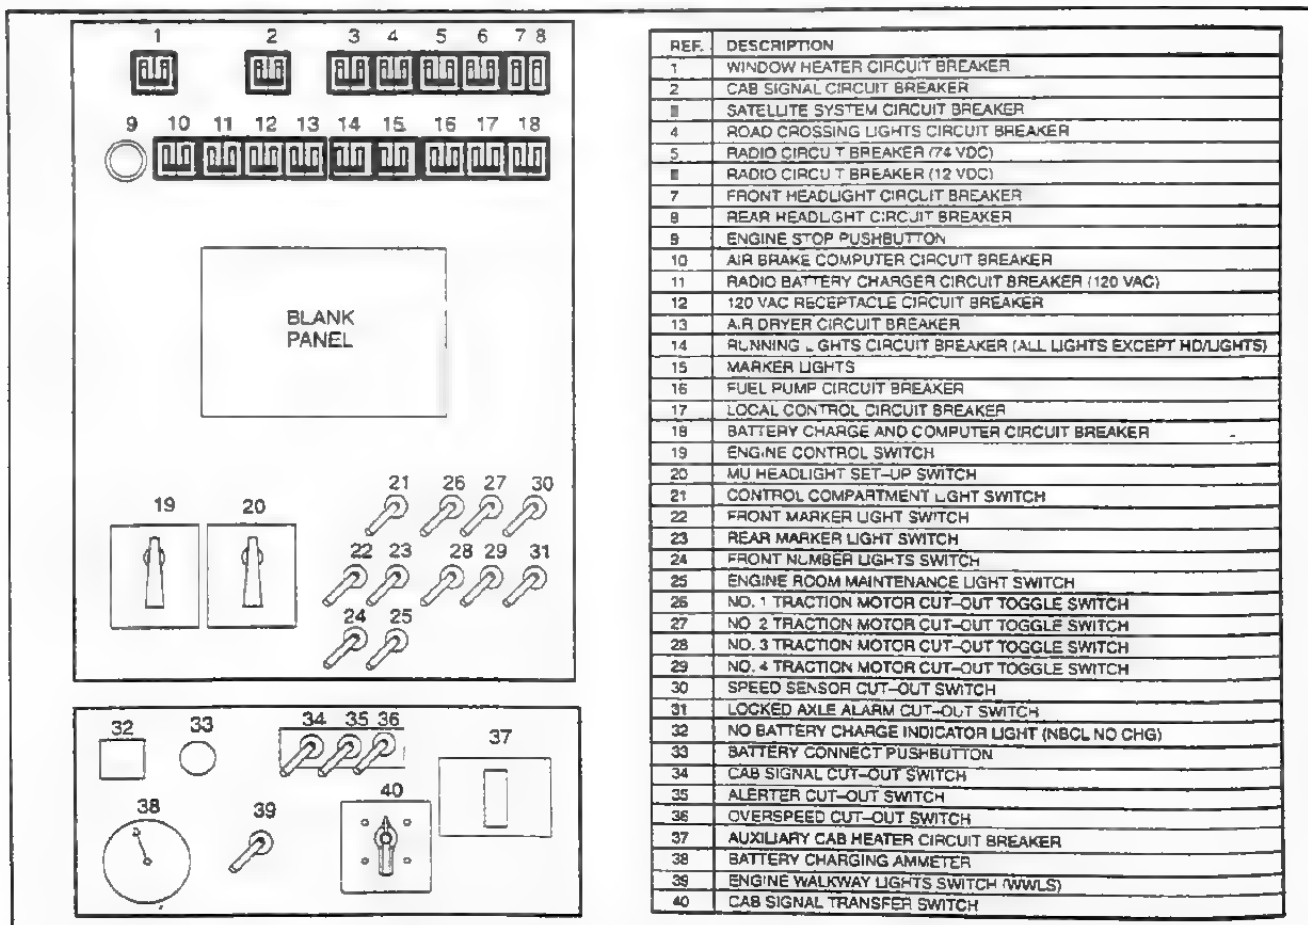 1 2 3 4 5 6 7 8
9 10 11 12 13 14 15 16 17 18
BLANK
PANEL
19 20 21 26 27 30
22 23 28 29 31
24 25
32 33 34 35 36 37
38 39 40
REF. DESCRIPTION
1 WINDOW HEATER CIRCUIT BREAKER
2 CAB SIGNAL CIRCUIT BREAKER
SATELLITE SYSTEM CIRCUIT BREAKER
4 ROAD CROSSING LIGHTS CIRCUIT BREAKER
5 RADIO CIRCUIT BREAKER (74 VDC)
RADIO CIRCUIT BREAKER (12 VDC)
7 FRONT HEADLIGHT CIRCUIT BREAKER
8 REAR HEADLIGHT CIRCUIT BREAKER
9 ENGINE STOP PUSHBUTTON
10 AIR BRAKE COMPUTER CIRCUIT BREAKER
11 RADIO BATTERY CHARGER CIRCUIT BREAKER (120 VAC)
12 120 VAC RECEPTACLE CIRCUIT BREAKER
13 AIR DRYER CIRCUIT BREAKER
14 RUNNING LIGHTS CIRCUIT BREAKER (ALL LIGHTS EXCEPT HD/LIGHTS)
15 MARKER LIGHTS
16 FUEL PUMP CIRCUIT BREAKER
17 LOCAL CONTROL CIRCUIT BREAKER
18 BATTERY CHARGE AND COMPUTER CIRCUIT BREAKER
19 ENGINE CONTROL SWITCH
20 MU HEADLIGHT SET-UP SWITCH
21 CONTROL COMPARTMENT LIGHT SWITCH
22 FRONT MARKER LIGHT SWITCH
23 REAR MARKER LIGHT SWITCH
24 FRONT NUMBER LIGHTS SWITCH
25 ENGINE ROOM MAINTENANCE LIGHT SWITCH
26 NO. 1 TRACTION MOTOR CUT-OUT TOGGLE SWITCH
27 NO 2 TRACTION MOTOR CUT-OUT TOGGLE SWITCH
28 NO. 3 TRACTION MOTOR CUT-OUT TOGGLE SWITCH
29 NO. 4 TRACTION MOTOR CUT-OUT TOGGLE SWITCH
30 SPEED SENSOR CUT-OUT SWITCH
31 LOCKED AXLE ALARM CUT-OUT SWITCH
32 NO BATTERY CHARGE INDICATOR LIGHT (NBCL NO CHG)
33 BATTERY CONNECT PUSHBUTTON
34 CAB SIGNAL CUT-OUT SWITCH
35 ALERTER CUT-OUT SWITCH
36 OVERSPEED CUT-OUT SWITCH
37 AUXILIARY CAB HEATER CIRCUIT BREAKER
38 BATTERY CHARGING AMMETER
39 ENGINE WALKWAY LIGHTS SWITCH (WWLS)
40 CAB SIGNAL TRANSFER SWITCH